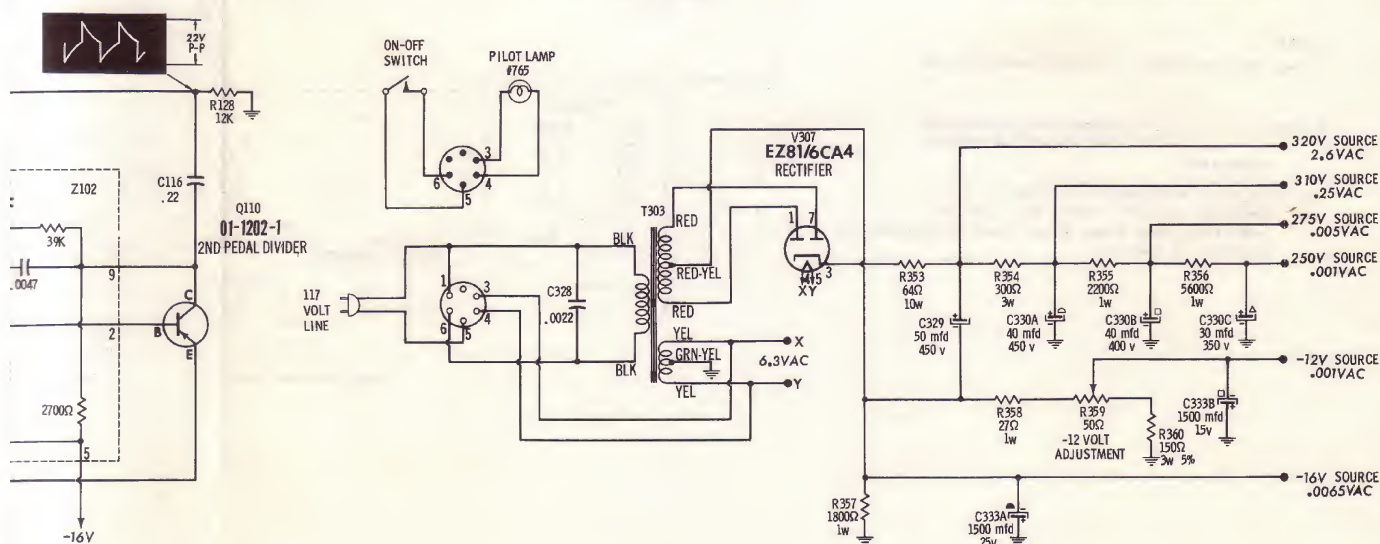 22V
P-P
R128
12K
Z102
C116
.22
Q110
01-1202-1
2ND PEDAL DIVIDER
39K
.0047
9
2
C
B
E
2700Ω
5
-16V
ON-OFF
SWITCH
PILOT LAMP
#765
3
4
6
5
117
VOLT
LINE
1
3
4
6
5
C328
.0022
BLK
BLK
T303
RED
RED-YEL
RED
YEL
GRN-YEL
YEL
X
6.3VAC
Y
V307
EZ81/6CA4
RECTIFIER
1
7
3
4
5
XY
R353
64Ω
10w
R354
300Ω
3w
R355
2200Ω
1w
R356
5600Ω
1w
C329
50 mfd
450 v
C330A
40 mfd
450 v
C330B
40 mfd
400 v
C330C
30 mfd
350 v
320V SOURCE
2.6VAC
310V SOURCE
.25VAC
275V SOURCE
.005VAC
250V SOURCE
.001VAC
-12V SOURCE
.001VAC
R358
27Ω
1w
R359
50Ω
-12 VOLT
ADJUSTMENT
R360
150Ω
3w 5%
C333B
1500 mfd
15v
-16V SOURCE
.0065VAC
R357
1800Ω
1w
C333A
1500 mfd
25v